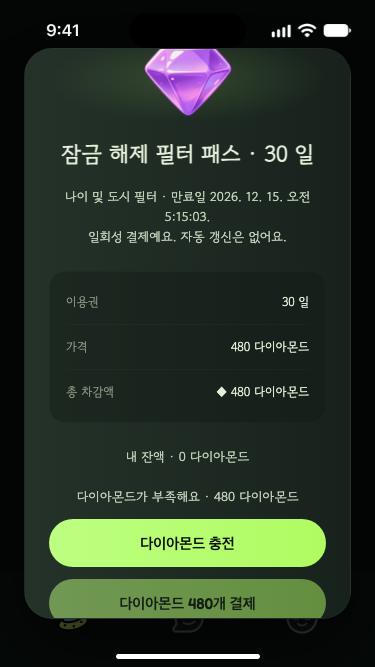 9:41
잠금 해제 필터 패스 · 30 일
나이 및 도시 필터 · 만료일 2026. 12. 15. 오전
5:15:03.
일회성 결제예요. 자동 갱신은 없어요.
이용권 30 일
가격 480 다이아몬드
총 차감액 ◆ 480 다이아몬드
내 잔액 · 0 다이아몬드
다이아몬드가 부족해요 · 480 다이아몬드
다이아몬드 충전
다이아몬드 480개 결제